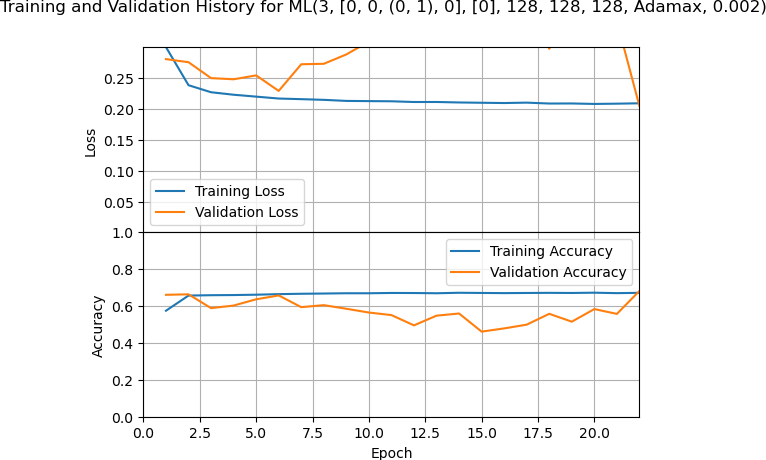 Training and Validation History for ML(3, [0, 0, (0, 1), 0], [0], 128, 128, 128, Adamax, 0.002)
0.25
0.20
0.15
0.10
0.05
Loss
Training Loss
Validation Loss
1.0
0.8
0.6
0.4
0.2
0.0
Accuracy
Training Accuracy
Validation Accuracy
0.0 2.5 5.0 7.5 10.0 12.5 15.0 17.5 20.0
Epoch